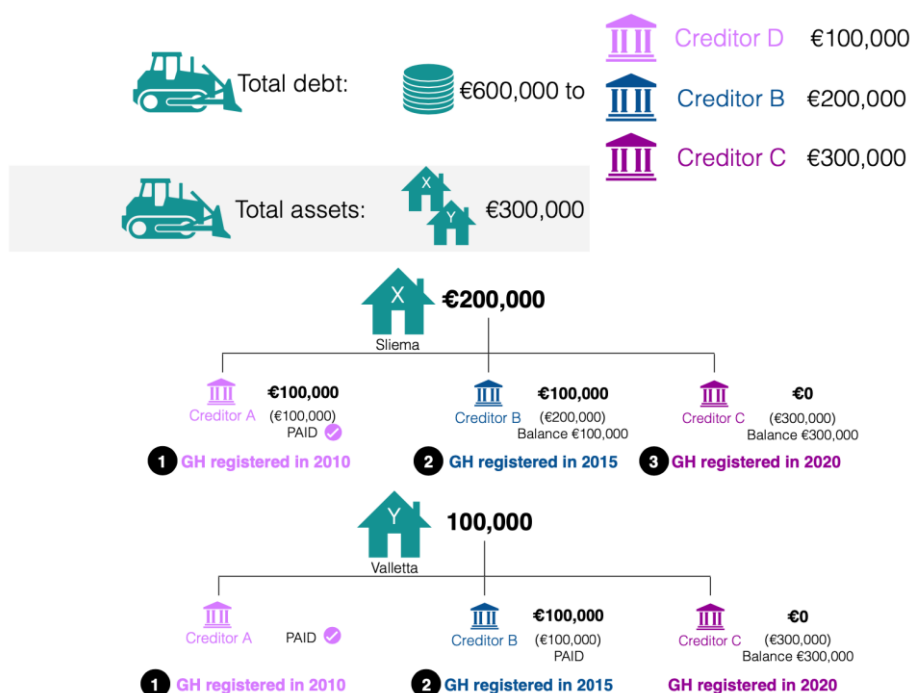 Creditor D €100,000
Total debt: €600,000 to Creditor B €200,000
Creditor C €300,000
Total assets: X Y €300,000
X €200,000
Sliema
Creditor A €100,000 (€100,000) PAID
Creditor B €100,000 (€200,000) Balance €100,000
Creditor C €0 (€300,000) Balance €300,000
1 GH registered in 2010 2 GH registered in 2015 3 GH registered in 2020
Y 100,000
Valletta
Creditor A PAID
Creditor B €100,000 (€100,000) PAID
Creditor C €0 (€300,000) Balance €300,000
1 GH registered in 2010 2 GH registered in 2015 GH registered in 2020